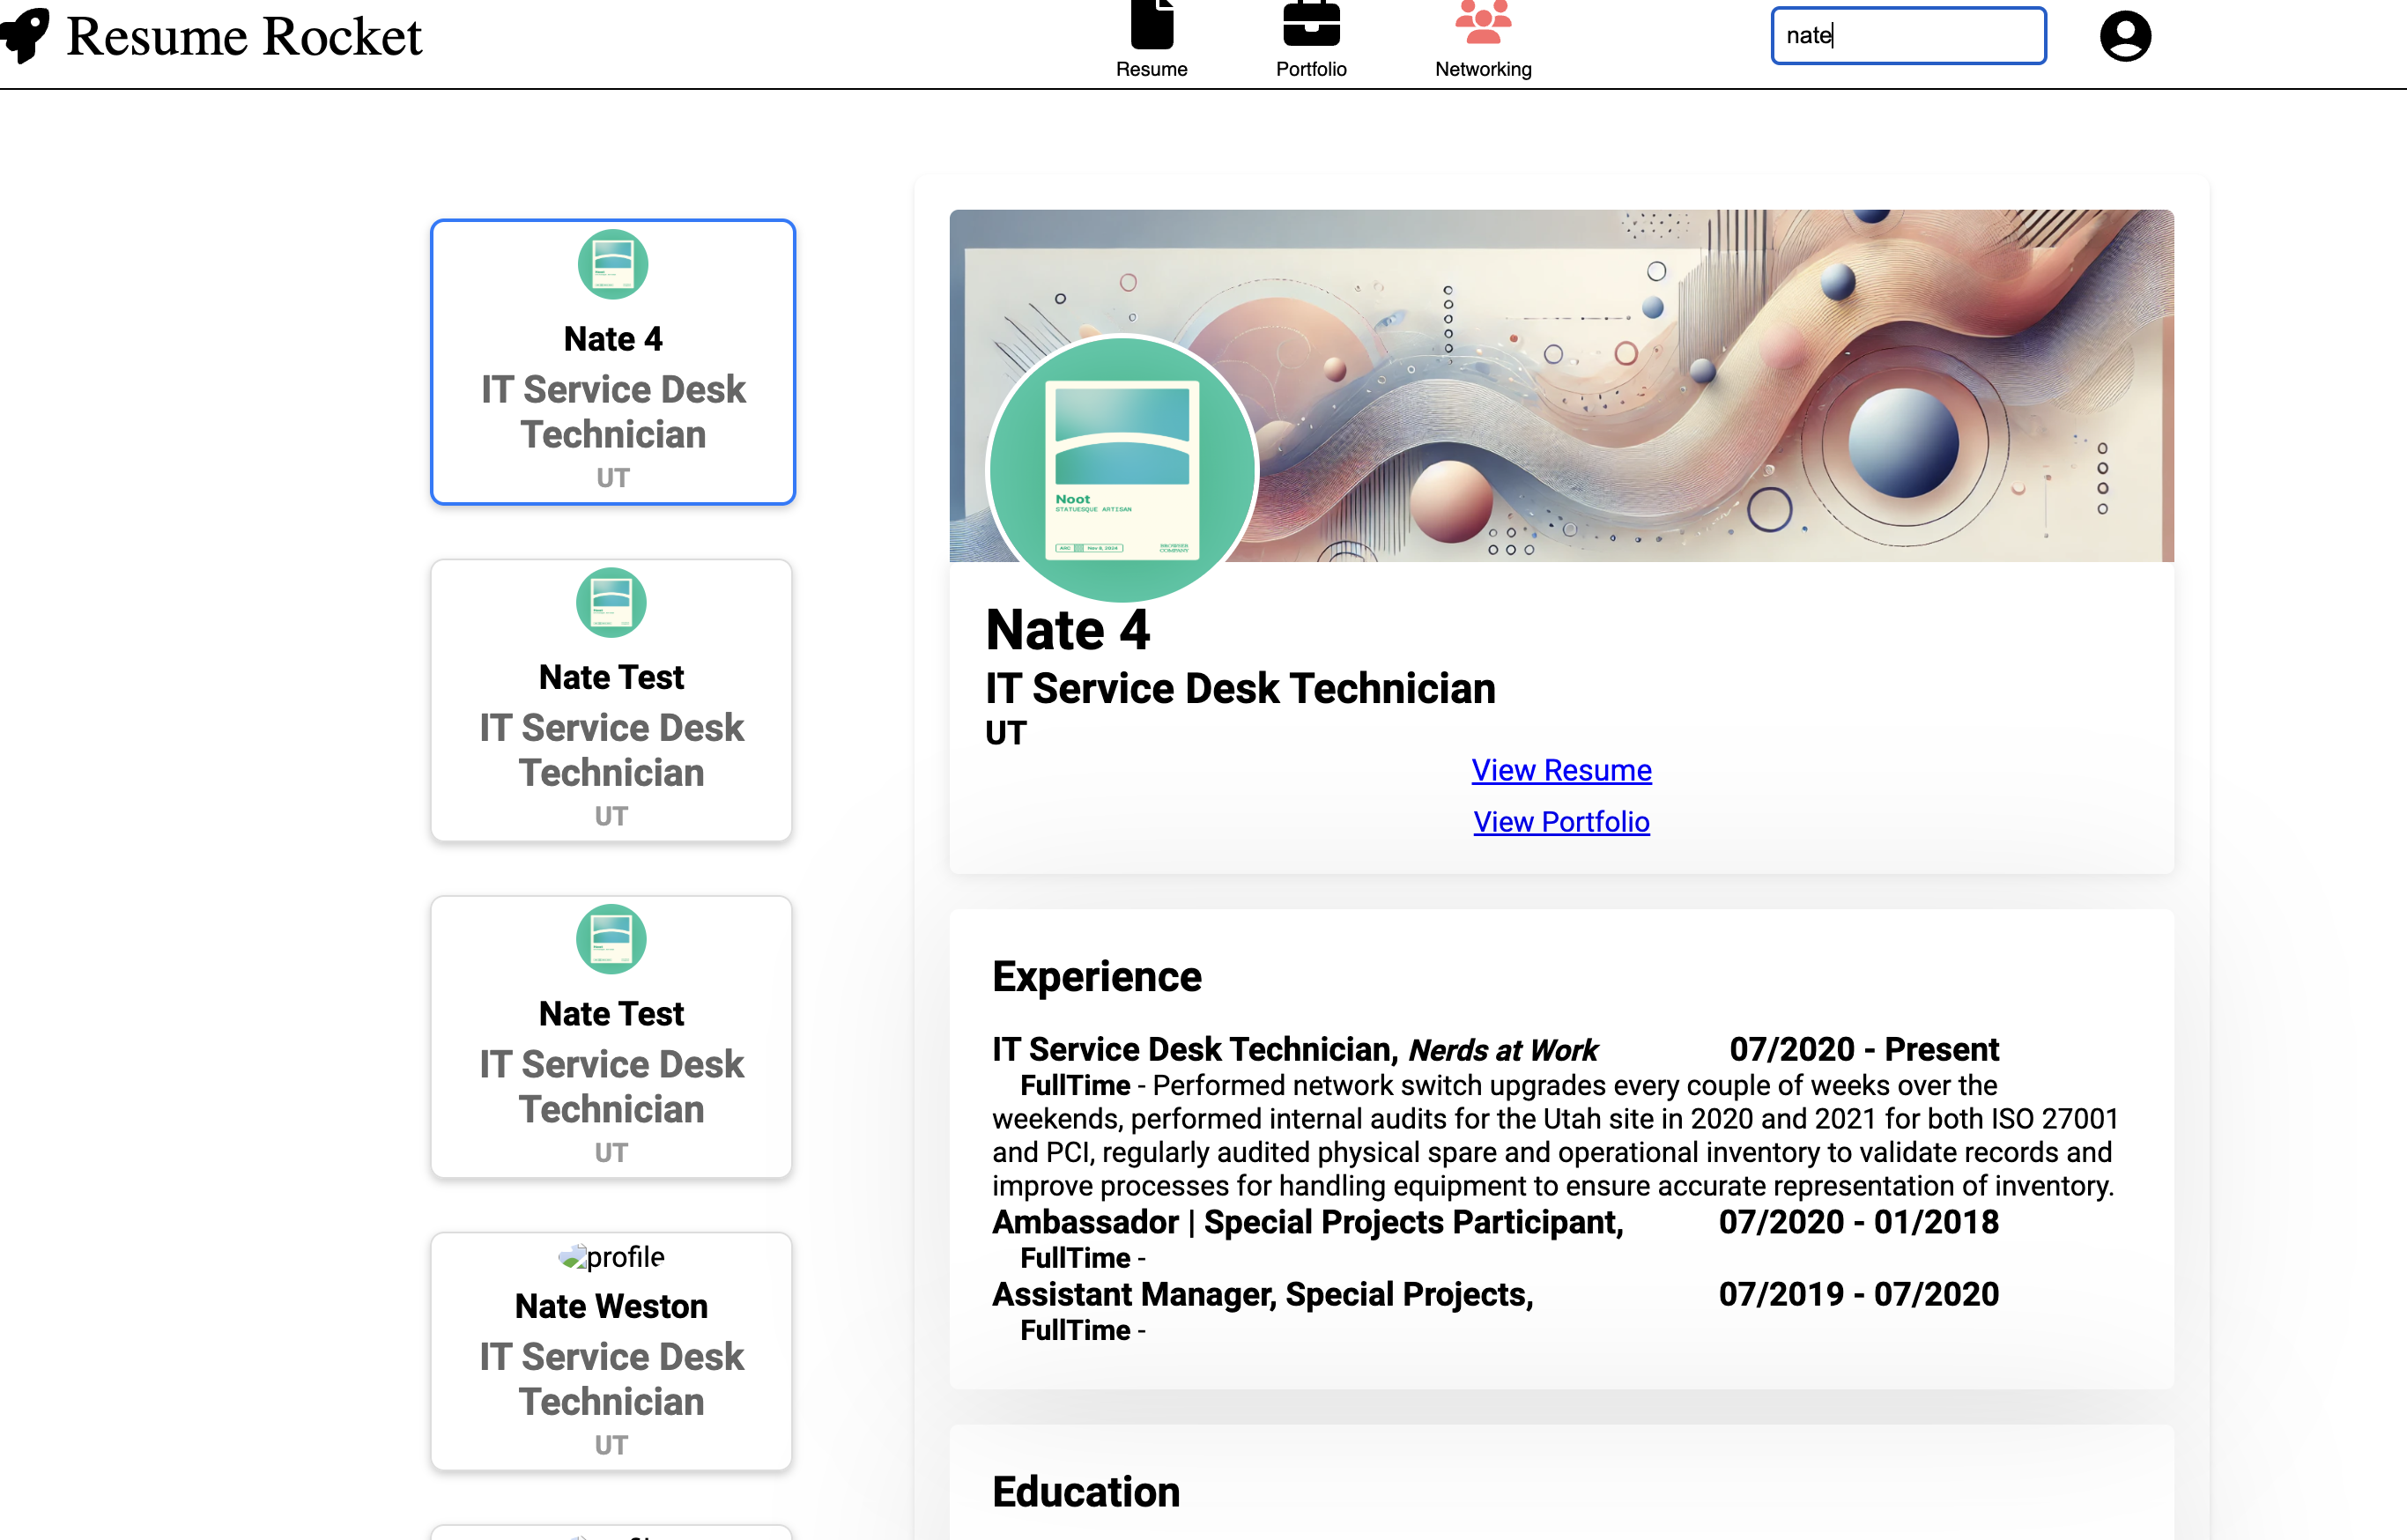 Resume Rocket
Resume
Portfolio
Networking
nate
Nate 4
IT Service Desk
Technician
UT
Nate Test
IT Service Desk
Technician
UT
Nate Test
IT Service Desk
Technician
UT
profile
Nate Weston
IT Service Desk
Technician
UT
Noot
STATUESQUE ARTISAN
ARC
Nov 8, 2024
BROWSER
COMPANY
Nate 4
IT Service Desk Technician
UT
View Resume
View Portfolio
Experience
IT Service Desk Technician, Nerds at Work 07/2020 - Present
FullTime - Performed network switch upgrades every couple of weeks over the
weekends, performed internal audits for the Utah site in 2020 and 2021 for both ISO 27001
and PCI, regularly audited physical spare and operational inventory to validate records and
improve processes for handling equipment to ensure accurate representation of inventory.
Ambassador | Special Projects Participant, 07/2020 - 01/2018
FullTime -
Assistant Manager, Special Projects, 07/2019 - 07/2020
FullTime -
Education